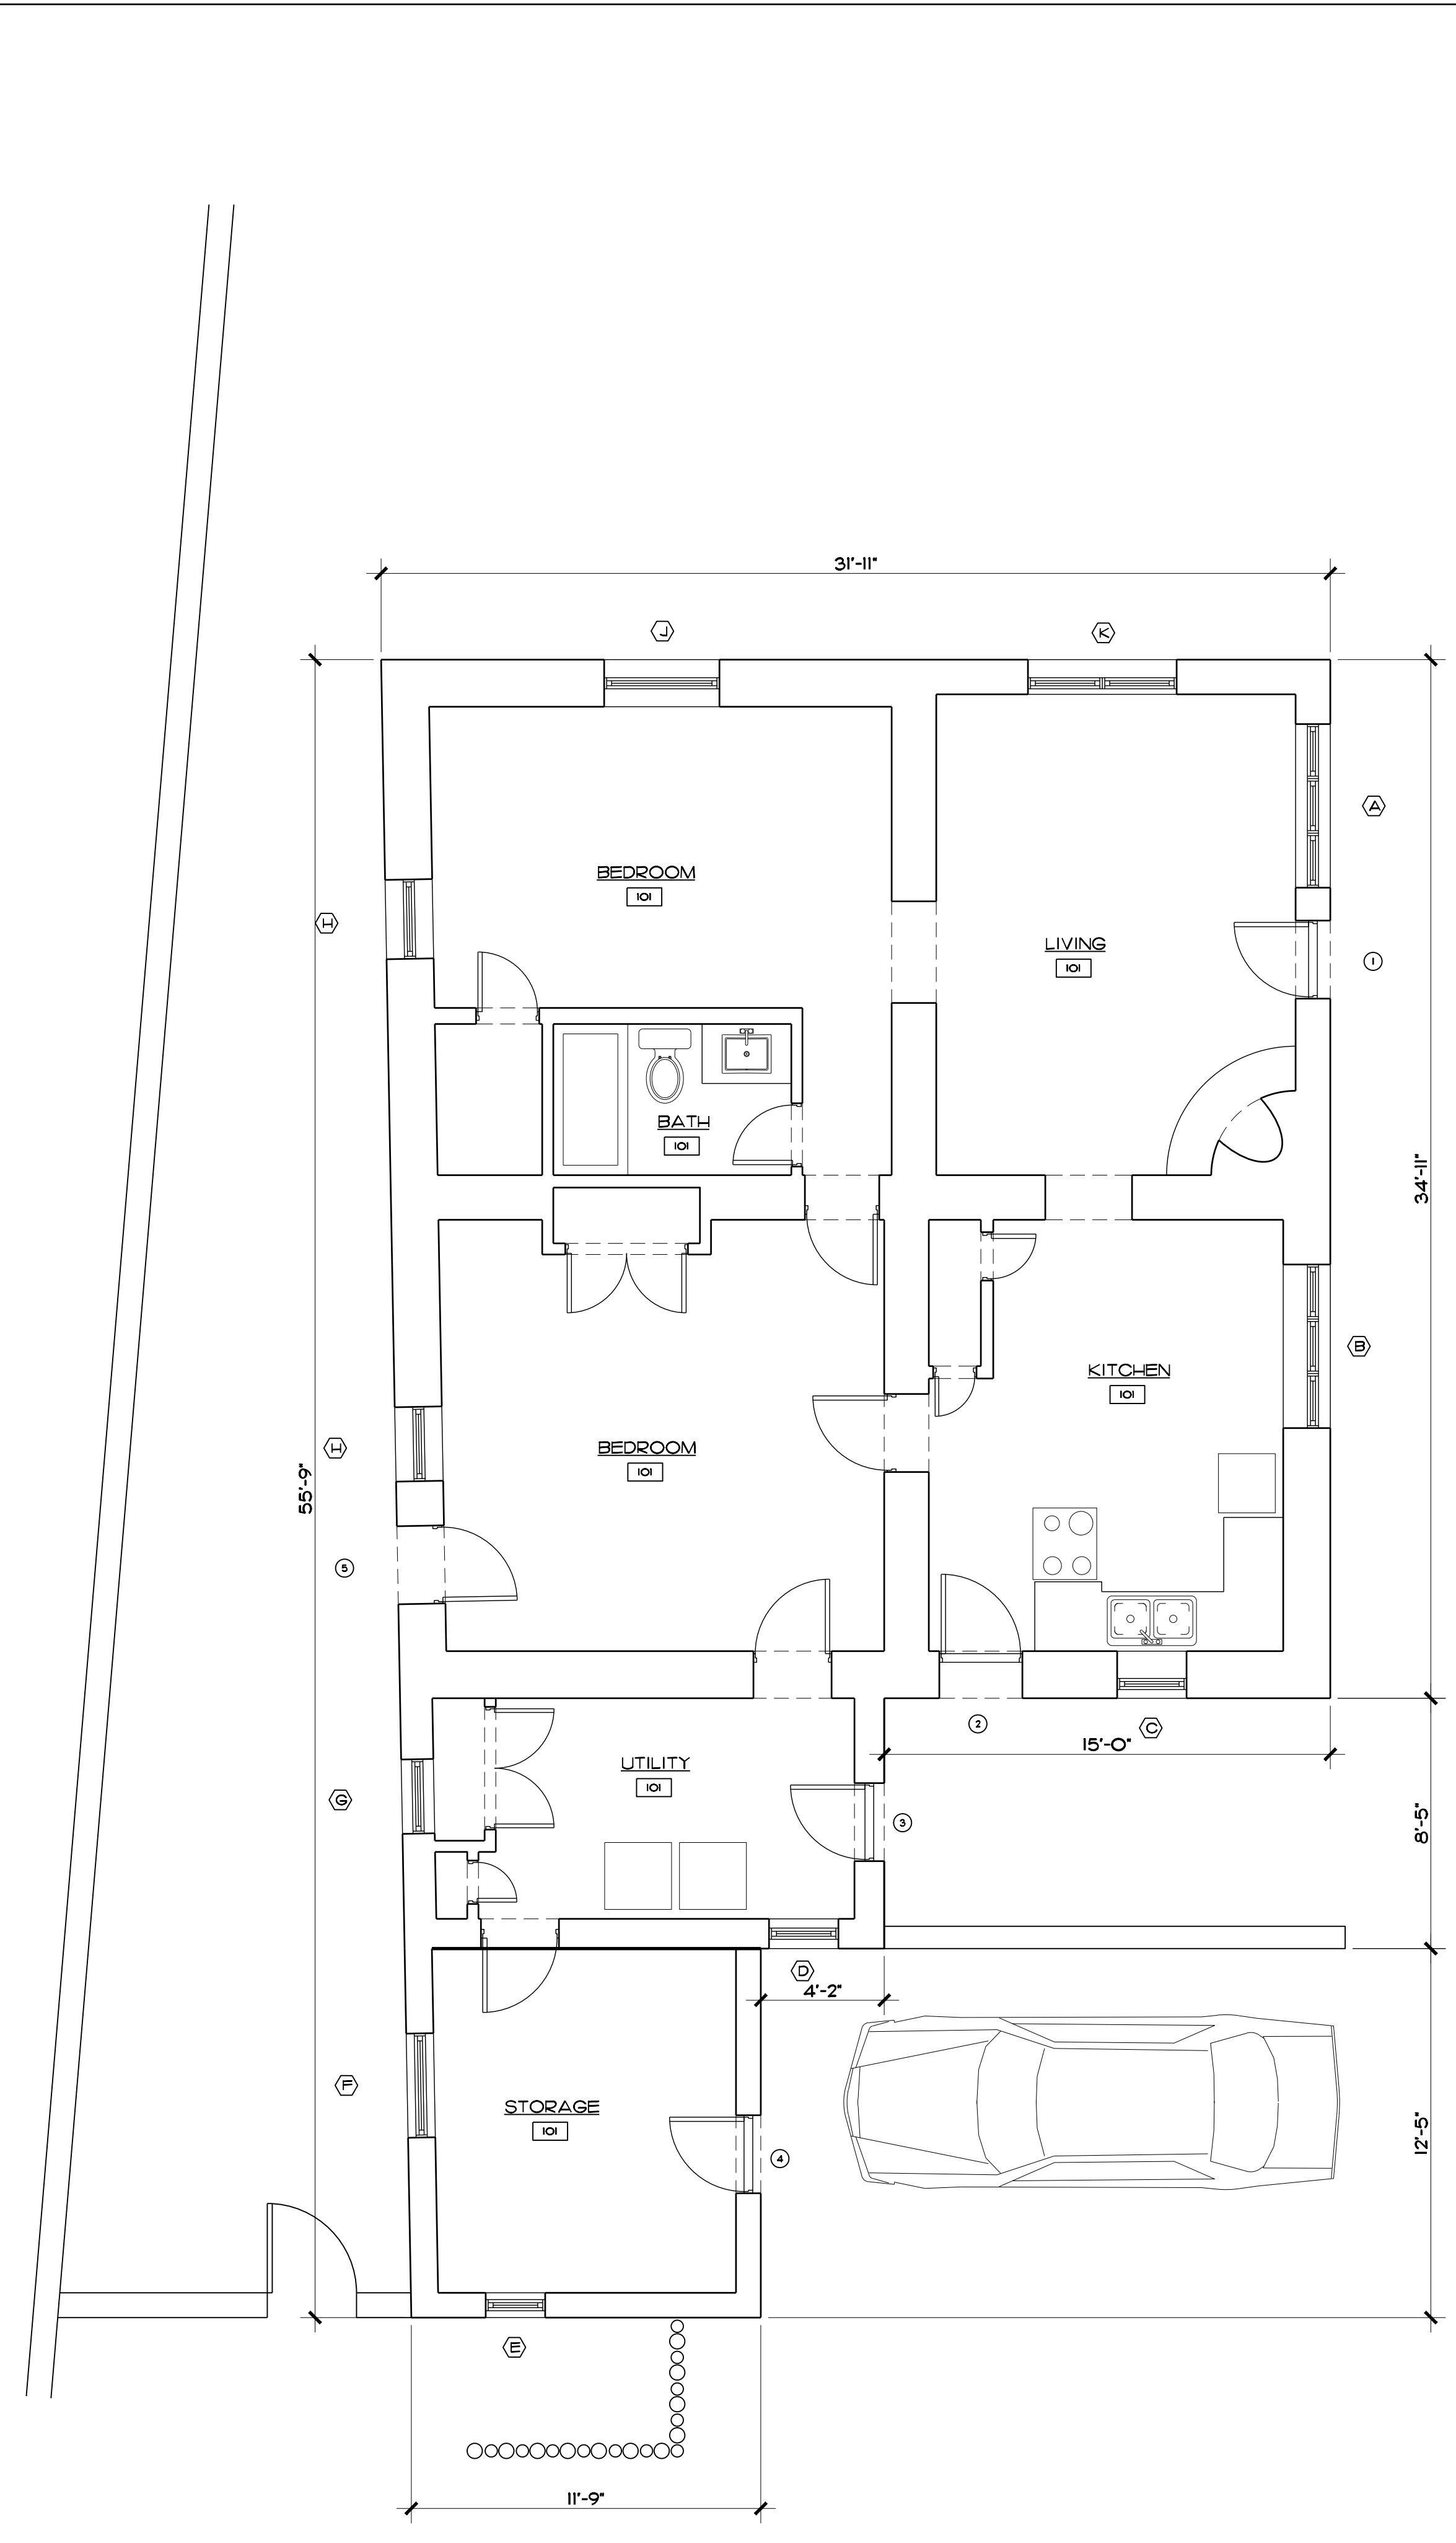 31'-11"
J
K
A
BEDROOM
101
H
LIVING
101
1
BATH
101
34'-11"
B
KITCHEN
101
BEDROOM
101
H
55'-9"
5
2
C
15'-0"
UTILITY
101
G
3
8'-5"
D
4'-2"
F
STORAGE
101
4
12'-5"
E
11'-9"